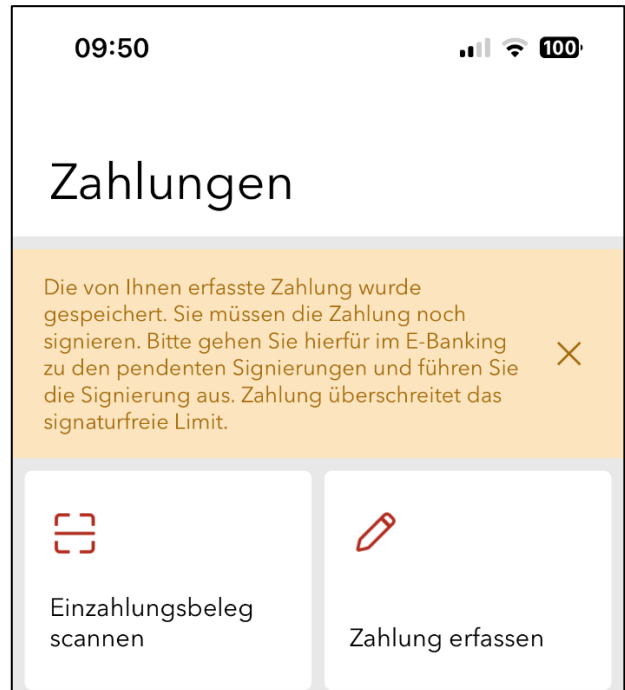 09:50
100
Zahlungen
Die von Ihnen erfasste Zahlung wurde
gespeichert. Sie müssen die Zahlung noch
signieren. Bitte gehen Sie hierfür im E-Banking
zu den pendenten Signierungen und führen Sie
die Signierung aus. Zahlung überschreitet das
signaturfreie Limit.
Einzahlungsbeleg
scannen
Zahlung erfassen